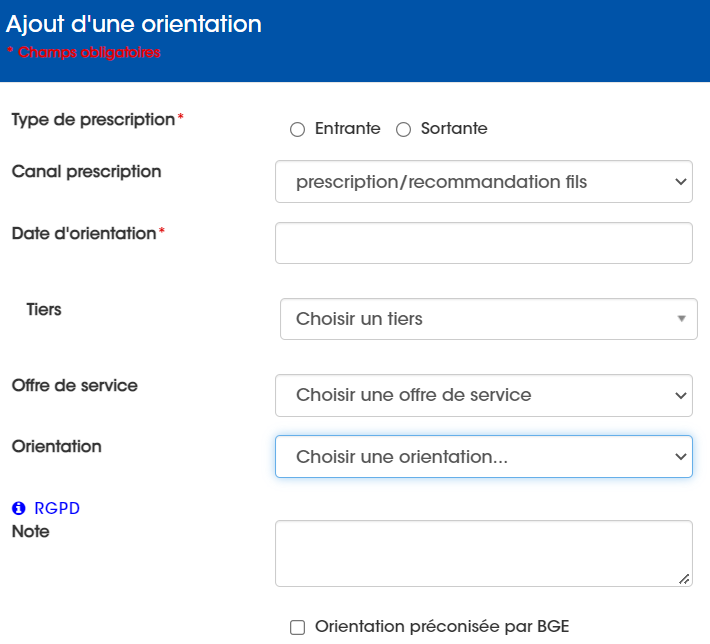 Ajout d'une orientation
* Champs obligatoires
Type de prescription*
Entrante Sortante
Canal prescription
prescription/recommandation fils
Date d'orientation*
Tiers
Choisir un tiers
Offre de service
Choisir une offre de service
Orientation
Choisir une orientation...
RGPD
Note
Orientation préconisée par BGE